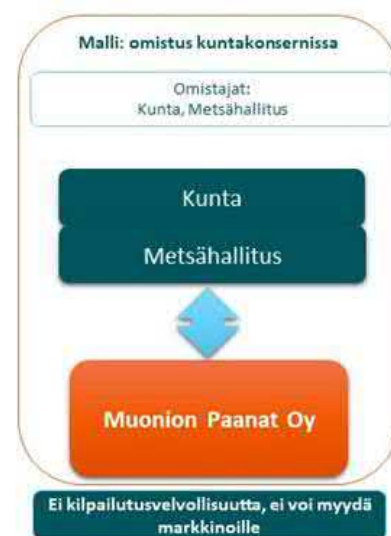 Malli: omistus kuntakonsernissa
Omistajat:
Kunta, Metsähallitus
Kunta
Metsähallitus
Muonion Paanat Oy
Ei kilpailutusvelvollisuutta, ei voi myydä
markkinoille